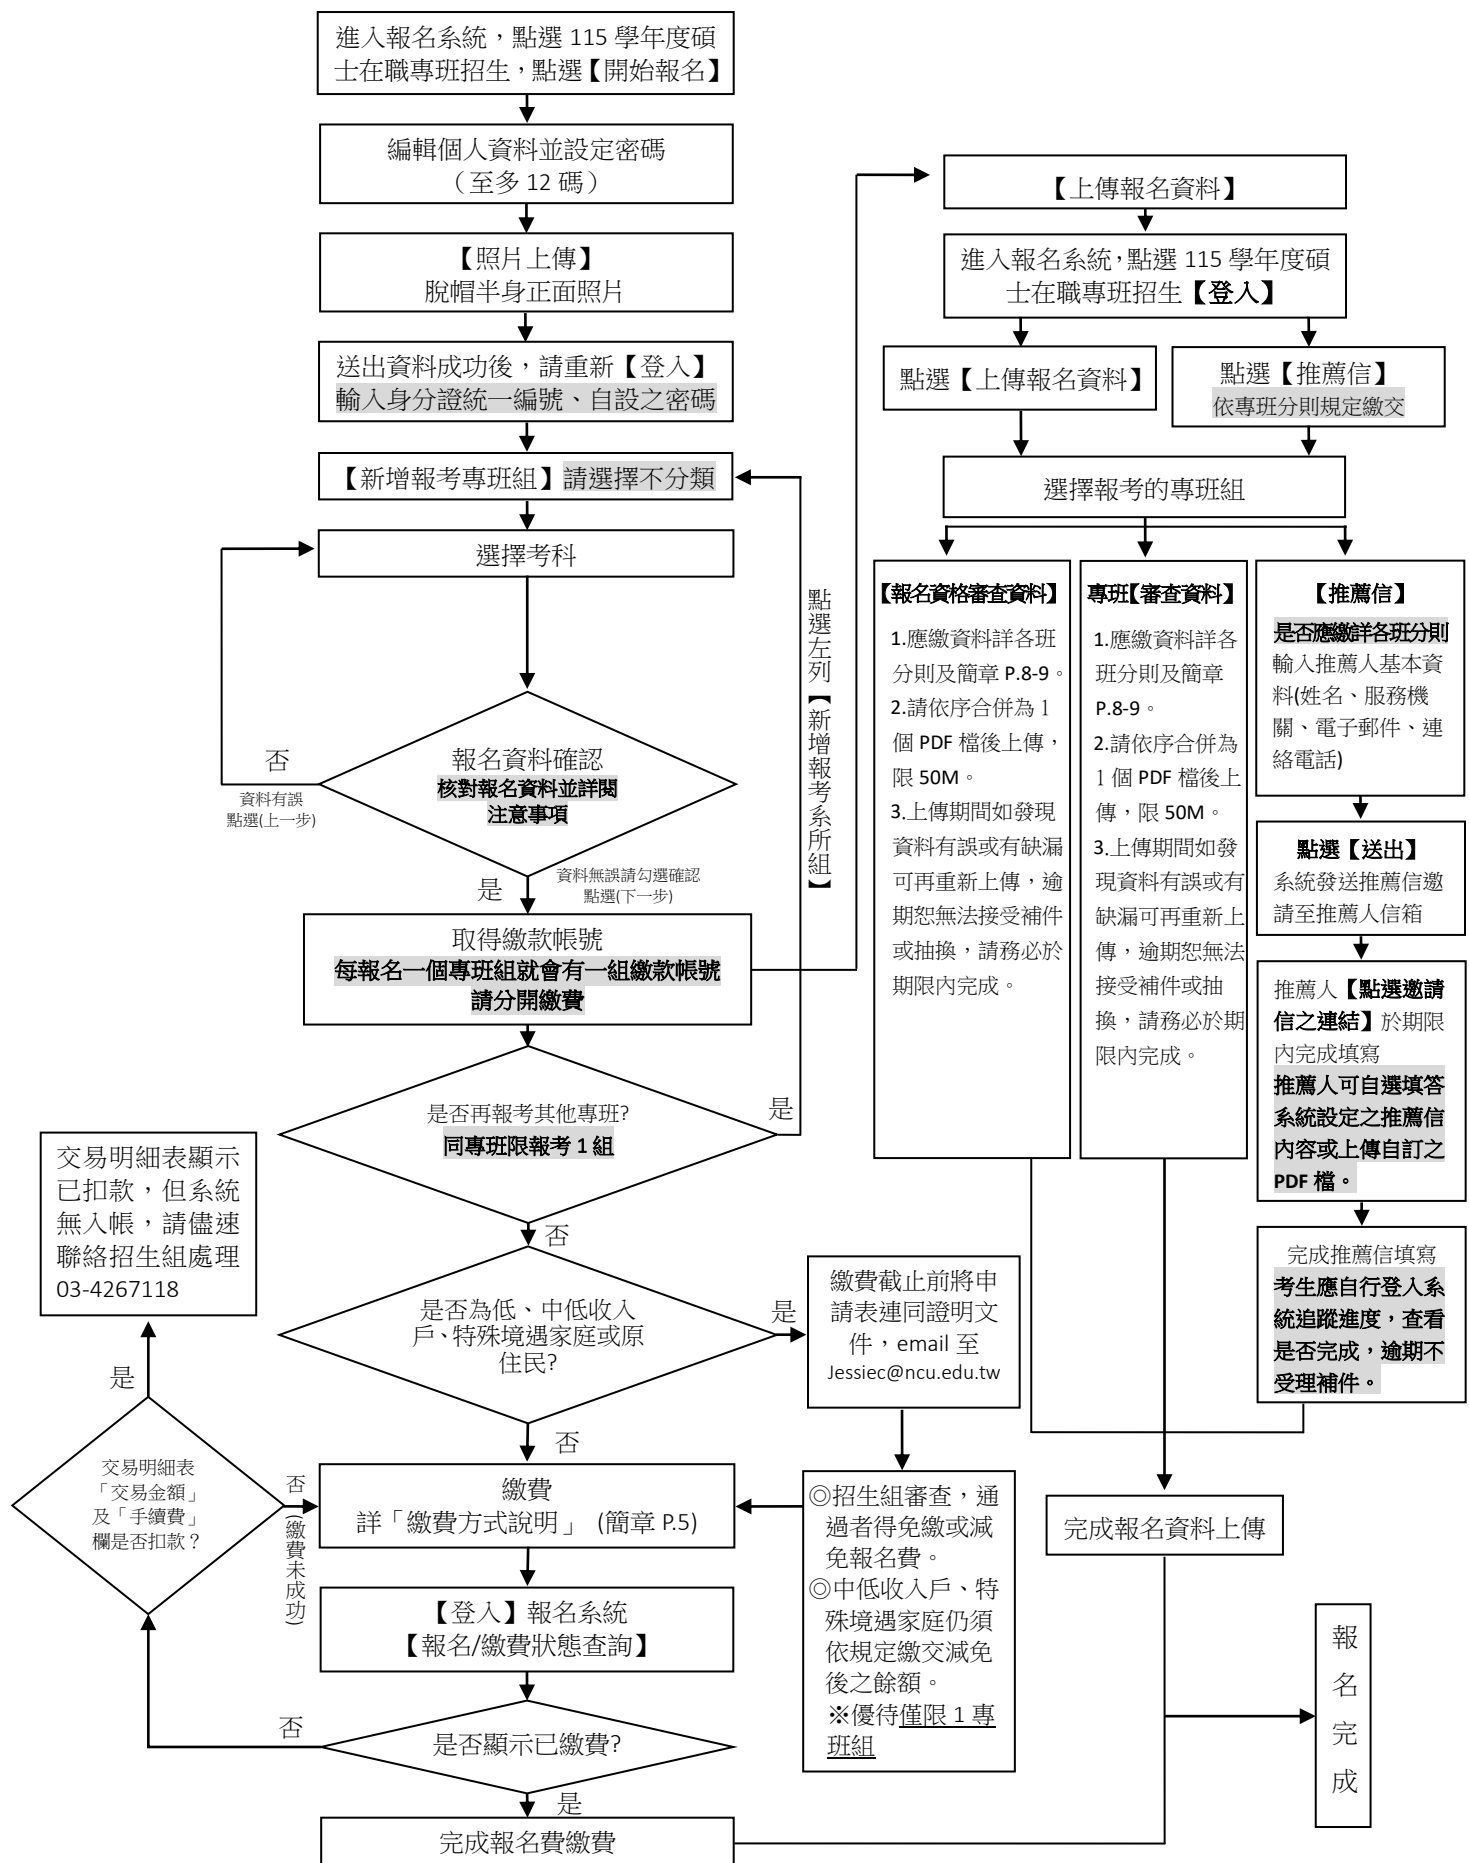 進入報名系統，點選 115 學年度碩
士在職專班招生，點選【開始報名】
編輯個人資料並設定密碼
（至多 12 碼）
【照片上傳】
脫帽半身正面照片
送出資料成功後，請重新【登入】
輸入身分證統一編號、自設之密碼
【新增報考專班組】請選擇不分類
選擇考科
報名資料確認
核對報名資料並詳閱
注意事項
否
資料有誤
點選(上一步)
是
資料無誤請勾選確認
點選(下一步)
取得繳款帳號
每報名一個專班組就會有一組繳款帳號
請分開繳費
是否再報考其他專班?
同專班限報考 1 組
是
點選左列【新增報考系所組】
否
是否為低、中低收入
戶、特殊境遇家庭或原
住民?
是
繳費截止前將申
請表連同證明文
件，email 至
Jessiec@ncu.edu.tw
◎招生組審查，通
過者得免繳或減
免報名費。
◎中低收入戶、特
殊境遇家庭仍須
依規定繳交減免
後之餘額。
※優待僅限 1 專
班組
否
繳費
詳「繳費方式說明」 (簡章 P.5)
【登入】報名系統
【報名/繳費狀態查詢】
是否顯示已繳費?
否
交易明細表
「交易金額」
及「手續費」
欄是否扣款？
否(繳費未成功)
是
交易明細表顯示
已扣款，但系統
無入帳，請儘速
聯絡招生組處理
03-4267118
是
完成報名費繳費
【上傳報名資料】
進入報名系統，點選 115 學年度碩
士在職專班招生【登入】
點選【上傳報名資料】
點選【推薦信】
依專班分則規定繳交
選擇報考的專班組
【報名資格審查資料】
1.應繳資料詳各班
分則及簡章 P.8-9。
2.請依序合併為 1
個 PDF 檔後上傳，
限 50M。
3.上傳期間如發現
資料有誤或有缺漏
可再重新上傳，逾
期恕無法接受補件
或抽換，請務必於
期限內完成。
專班【審查資料】
1.應繳資料詳各
班分則及簡章
P.8-9。
2.請依序合併為
1 個 PDF 檔後上
傳，限 50M。
3.上傳期間如發
現資料有誤或有
缺漏可再重新上
傳，逾期恕無法
接受補件或抽
換，請務必於期
限內完成。
【推薦信】
是否應繳詳各班分則
輸入推薦人基本資
料(姓名、服務機
關、電子郵件、連
絡電話)
點選【送出】
系統發送推薦信邀
請至推薦人信箱
推薦人【點選邀請
信之連結】於期限
內完成填寫
推薦人可自選填答
系統設定之推薦信
內容或上傳自訂之
PDF 檔。
完成推薦信填寫
考生應自行登入系
統追蹤進度，查看
是否完成，逾期不
受理補件。
完成報名資料上傳
報名完成